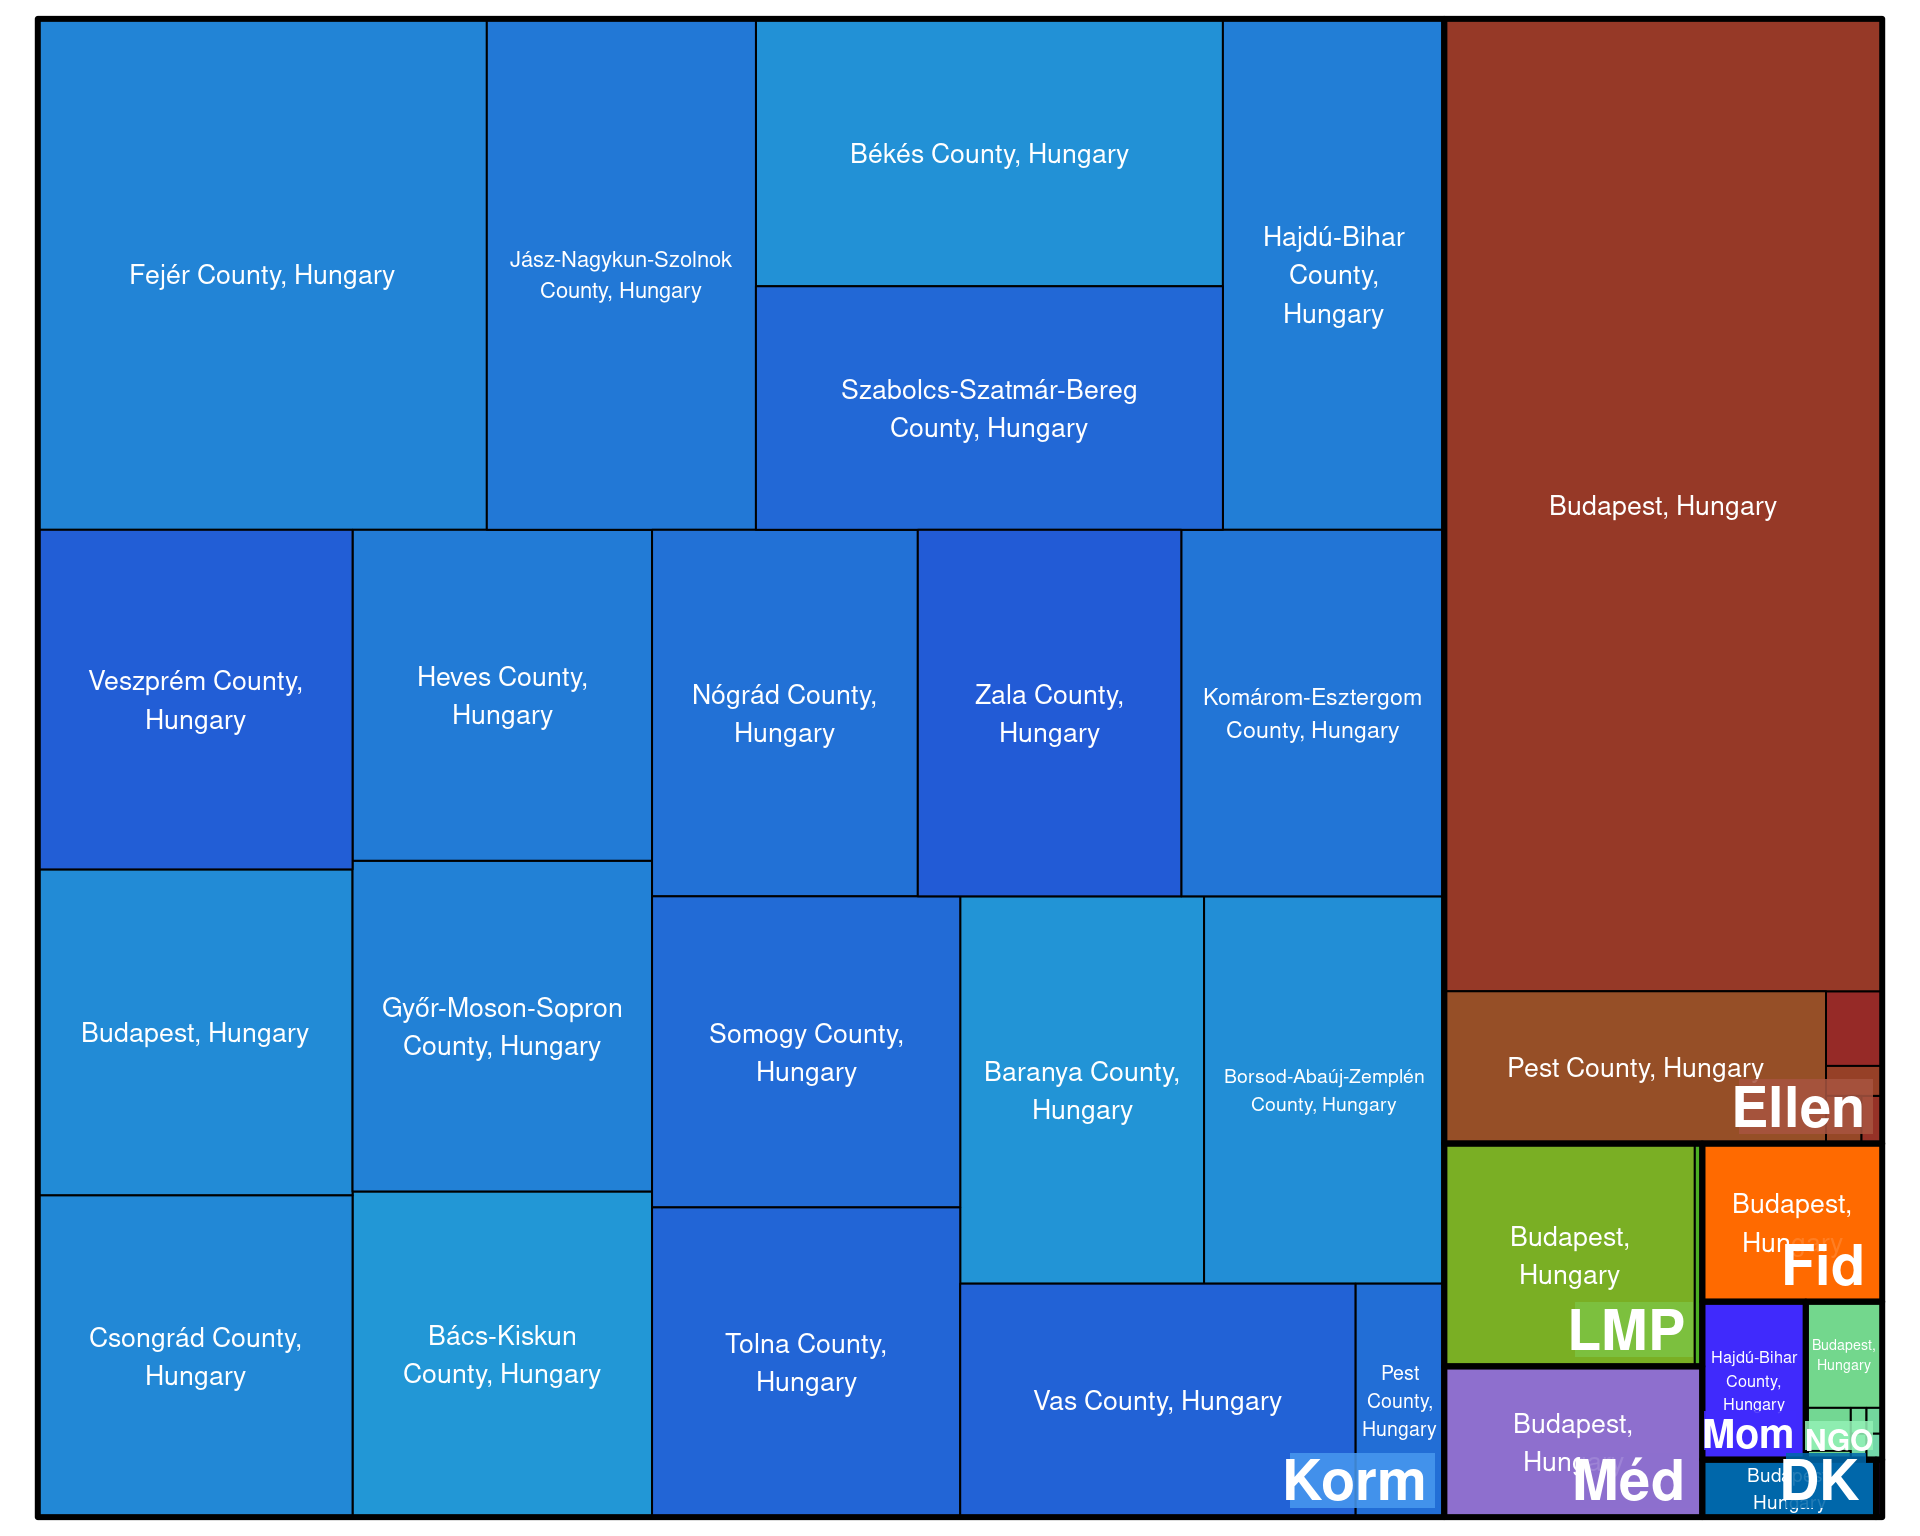 Fejér County, Hungary
Jász-Nagykun-Szolnok
County, Hungary
Békés County, Hungary
Szabolcs-Szatmár-Bereg
County, Hungary
Hajdú-Bihar
County,
Hungary
Veszprém County,
Hungary
Heves County,
Hungary
Nógrád County,
Hungary
Zala County,
Hungary
Komárom-Esztergom
County, Hungary
Budapest, Hungary
Győr-Moson-Sopron
County, Hungary
Somogy County,
Hungary
Baranya County,
Hungary
Borsod-Abaúj-Zemplén
County, Hungary
Csongrád County,
Hungary
Bács-Kiskun
County, Hungary
Tolna County,
Hungary
Vas County, Hungary
Pest
County,
Hungary
Korm
Budapest, Hungary
Pest County, Hungary
Ellen
Budapest,
Hungary
LMP
Budapest,
Hungary
Fid
Budapest,
Hungary
Méd
Hajdú-Bihar
County,
Hungary
Mom
Budapest,
Hungary
NGO
Budapest,
Hungary
DK